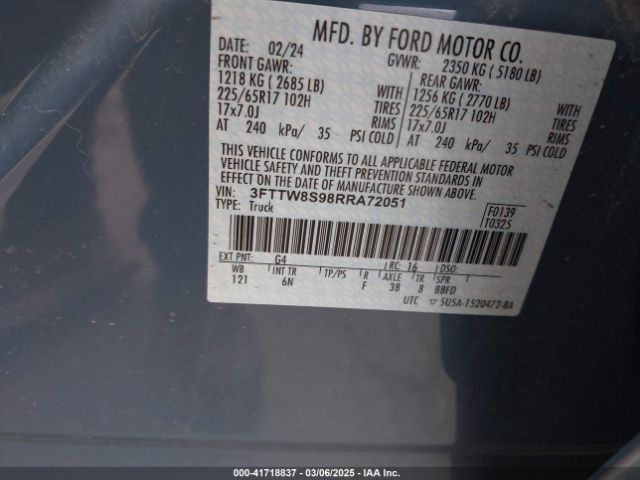 MFD. BY FORD MOTOR CO.
DATE: 02/24
GVWR: 2350 KG ( 5180 LB)
FRONT GAWR:
REAR GAWR:
1218 KG ( 2685 LB) WITH
1256 KG ( 2770 LB) WITH
225/65R17 102H TIRES
225/65R17 102H TIRES
17x7.0J RIMS
17x7.0J RIMS
AT 240 kPa/ 35 PSI COLD
AT 240 kPa/ 35 PSI COLD
THIS VEHICLE CONFORMS TO ALL APPLICABLE FEDERAL MOTOR
VEHICLE SAFETY AND THEFT PREVENTION STANDARDS IN EFFECT
ON THE DATE OF MANUFACTURE SHOWN ABOVE.
VIN: 3FTTW8S98RRA72051
TYPE: Truck
F0139
T0325
EXT PNT: G4 RC: 16 DSO:
WB INT TR TP/PS R AXLE TR SPR
121 6N F 38 8 BBFD
UTC ▽ 5U5A-1520472-BA
000-41718837 - 03/06/2025 - IAAI.COM